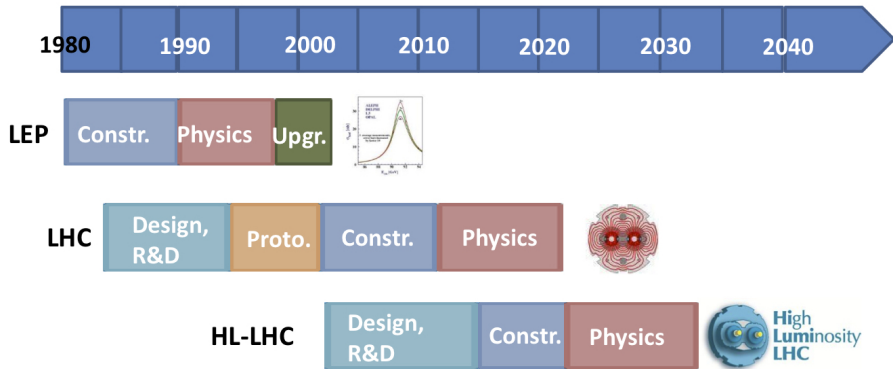 1980 1990 2000 2010 2020 2030 2040
LEP Constr. Physics Upgr.
LHC Design, R&D Proto. Constr. Physics
HL-LHC Design, R&D Constr. Physics
High
Luminosity
LHC